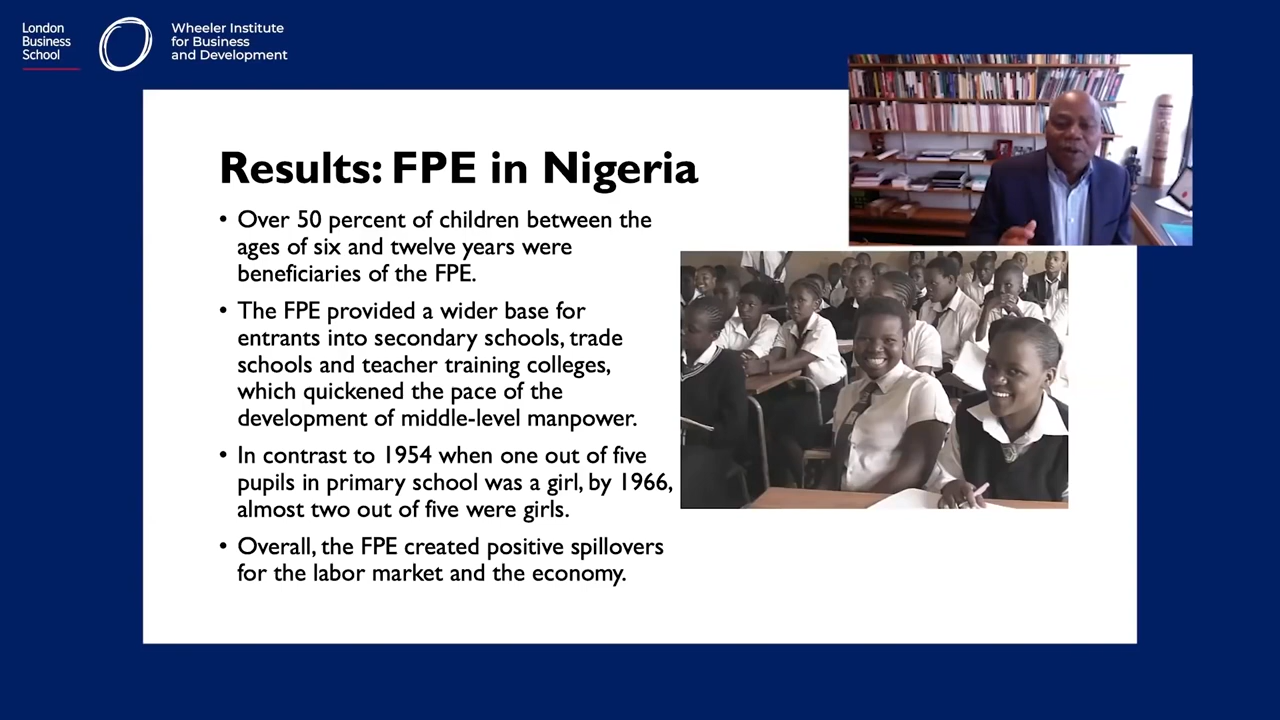 London
Business
School
Wheeler Institute
for Business
and Development
Results: FPE in Nigeria
• Over 50 percent of children between the
ages of six and twelve years were
beneficiaries of the FPE.
• The FPE provided a wider base for
entrants into secondary schools, trade
schools and teacher training colleges,
which quickened the pace of the
development of middle-level manpower.
• In contrast to 1954 when one out of five
pupils in primary school was a girl, by 1966,
almost two out of five were girls.
• Overall, the FPE created positive spillovers
for the labor market and the economy.